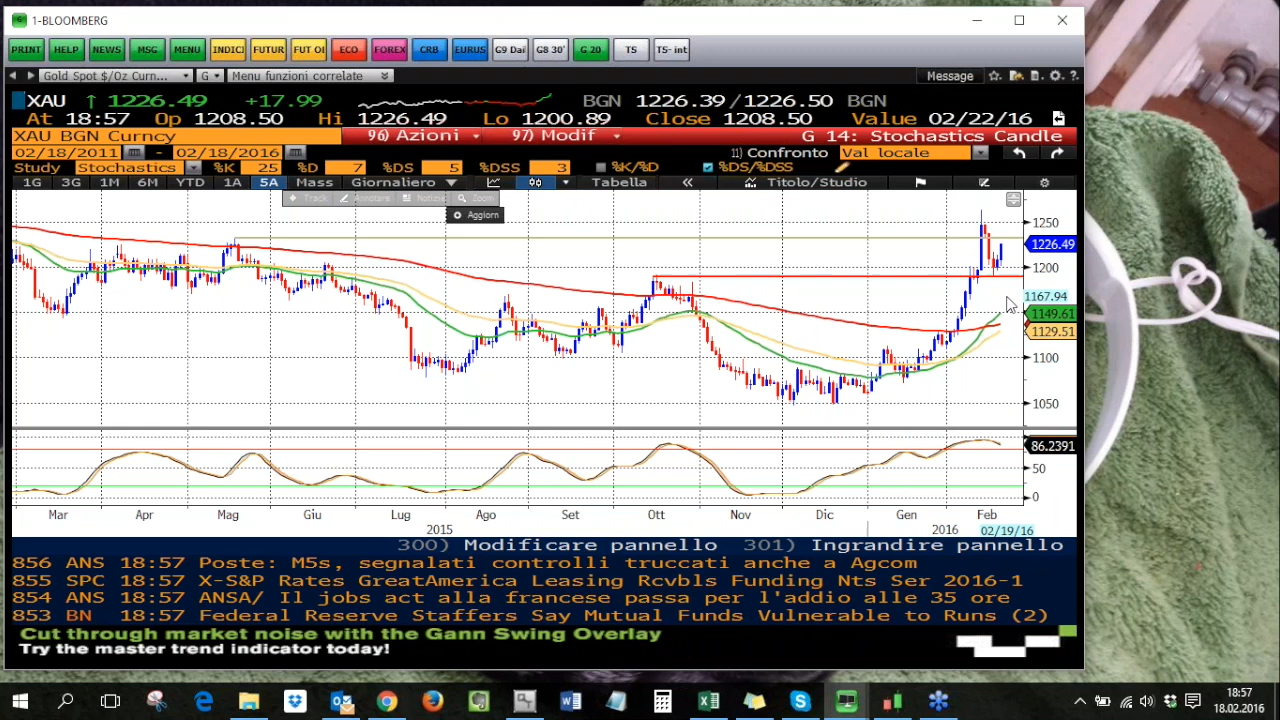 1-BLOOMBERG
PRINT HELP NEWS MSG MENU INDICI FUTUR FUT OI ECO FOREX CRB EURUS G9 Dai G8 30' G 20 TS TS- int
Gold Spot $/Oz Curn... G Menu funzioni correlate Message
XAU ↑ 1226.49 +17.99 BGN 1226.39/1226.50 BGN
At 18:57 Op 1208.50 Hi 1226.49 Lo 1200.89 Close 1208.50 Value 02/22/16
XAU BGN Curncy 96) Azioni 97) Modif G 14: Stochastics Candle
02/18/2011 - 02/18/2016 11) Confronto Val locale
Study Stochastics %K 25 %D 7 %DS 5 %DSS 3 %K/%D %DS/%DSS
1G 3G 1M 6M YTD 1A 5A Mass Giornaliero Tabella « Titolo/Studio
Track Annotare Notizie Zoom
Aggiorn
1250
1226.49
1200
1167.94
1149.61
1129.51
1100
1050
86.2391
50
0
Mar Apr Mag Giu Lug Ago Set Ott Nov Dic Gen Feb
2015 2016 02/19/16
300) Modificare pannello 301) Ingrandire pannello
856 ANS 18:57 Poste: M5s, segnalati controlli truccati anche a Agcom
855 SPC 18:57 X-S&P Rates GreatAmerica Leasing Rcvbls Funding Nts Ser 2016-1
854 ANS 18:57 ANSA/ Il jobs act alla francese passa per l'addio alle 35 ore
853 BN 18:57 Federal Reserve Staffers Say Mutual Funds Vulnerable to Runs (2)
Cut through market noise with the Gann Swing Overlay
Try the master trend indicator today!
18:57
18.02.2016